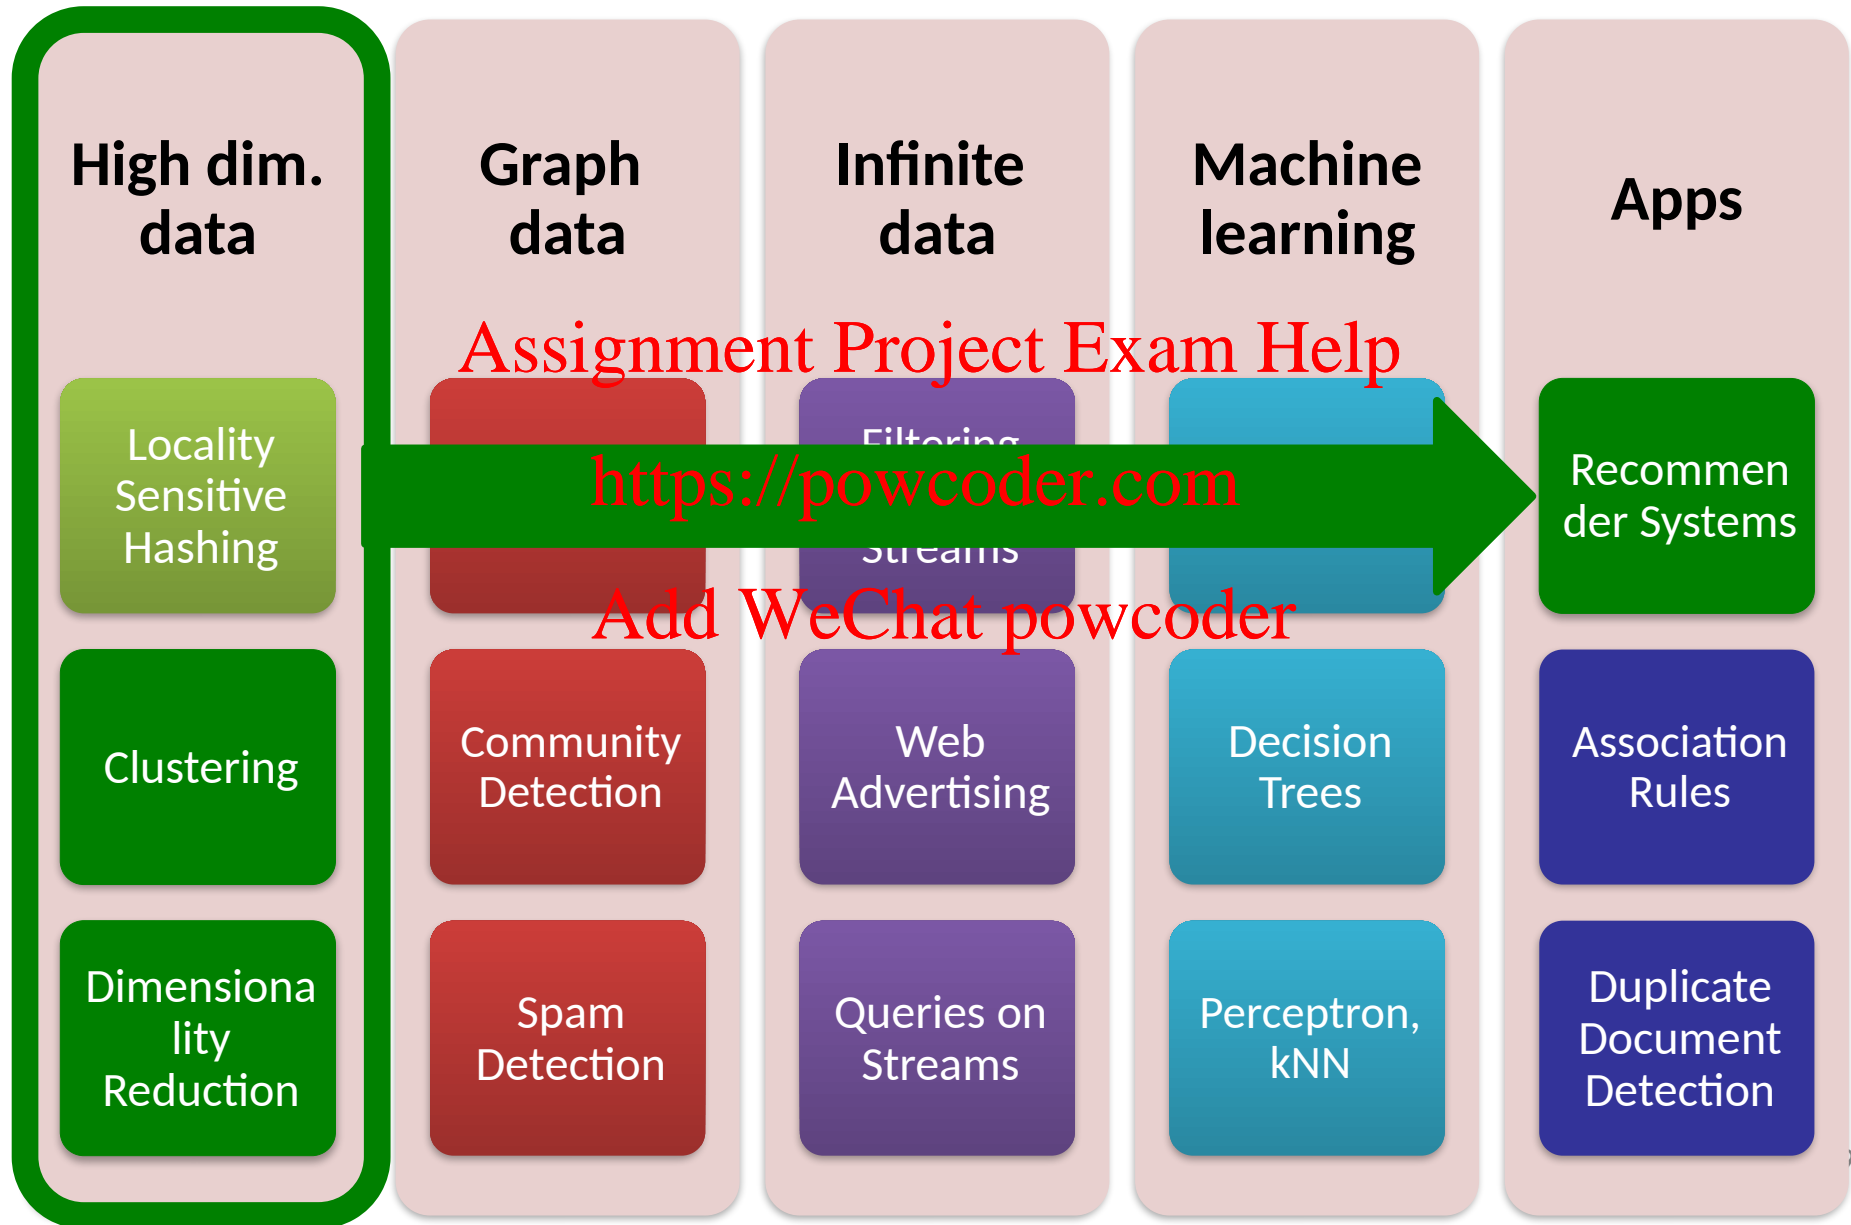 High dim.
data
Graph
data
Infinite
data
Machine
learning
Apps
Assignment Project Exam Help
https://powcoder.com
Add WeChat powcoder
Locality
Sensitive
Hashing
Clustering
Dimensiona
lity
Reduction
Community
Detection
Spam
Detection
Filtering
Streams
Web
Advertising
Queries on
Streams
Decision
Trees
Perceptron,
kNN
Recommen
der Systems
Association
Rules
Duplicate
Document
Detection